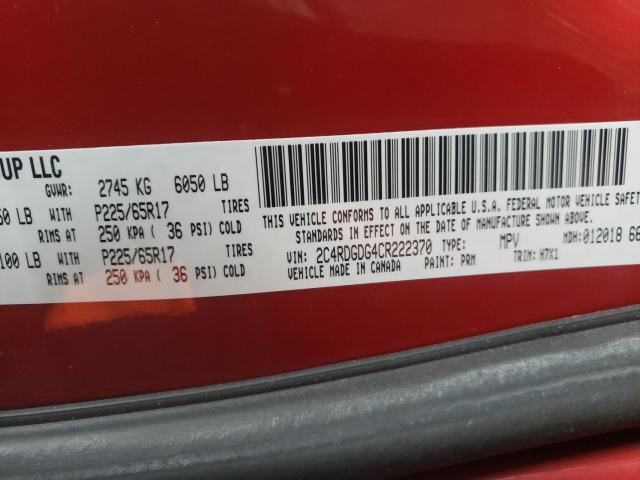 UP LLC
GVWR: 2745 KG 6050 LB
50 LB WITH P225/65R17 TIRES
RIMS AT 250 KPA ( 36 PSI) COLD
100 LB WITH P225/65R17 TIRES
RIMS AT 250 KPA ( 36 PSI) COLD
THIS VEHICLE CONFORMS TO ALL APPLICABLE U.S.A. FEDERAL MOTOR VEHICLE SAFET
STANDARDS IN EFFECT ON THE DATE OF MANUFACTURE SHOWN ABOVE.
VIN: 2C4RDGDG4CR222370 TYPE: MPV MDH:012018 66
VEHICLE MADE IN CANADA PAINT: PRM TRIM: H7X1